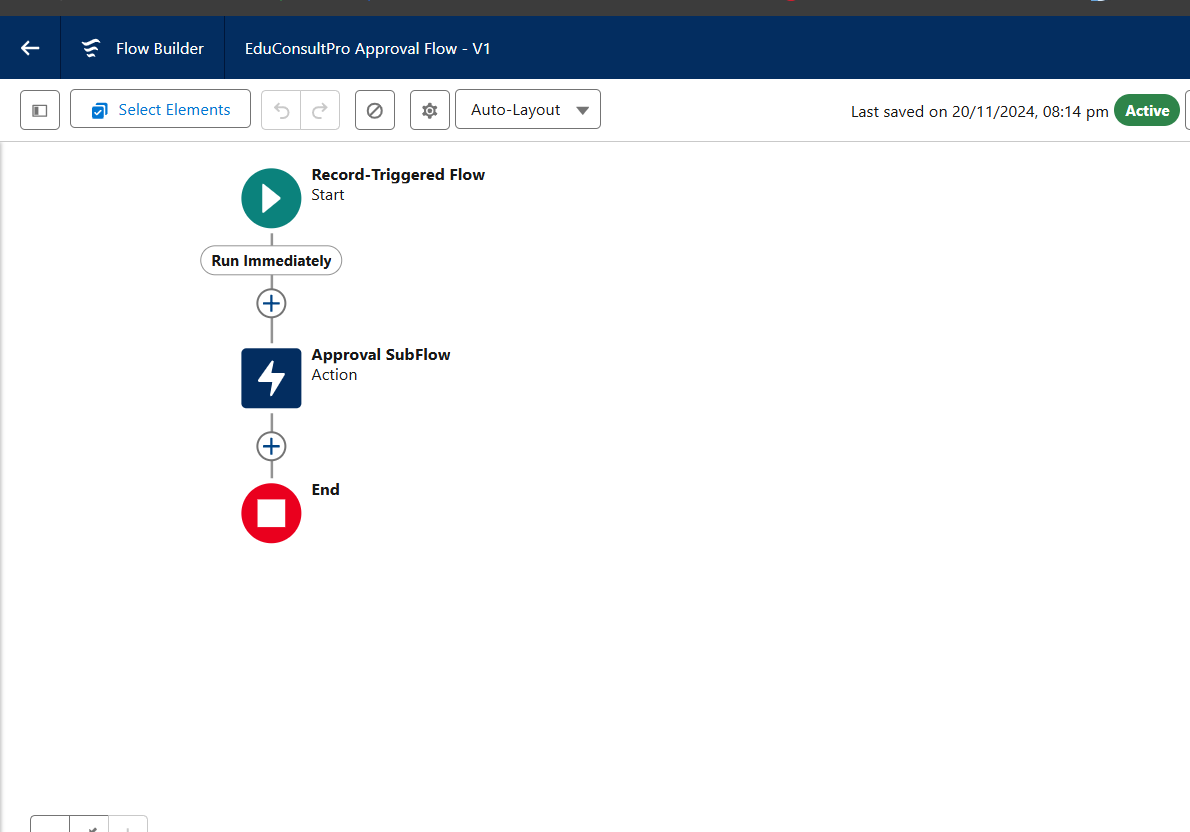 Flow Builder
EduConsultPro Approval Flow - V1
Select Elements
Auto-Layout
Last saved on 20/11/2024, 08:14 pm
Active
Record-Triggered Flow
Start
Run Immediately
Approval SubFlow
Action
End